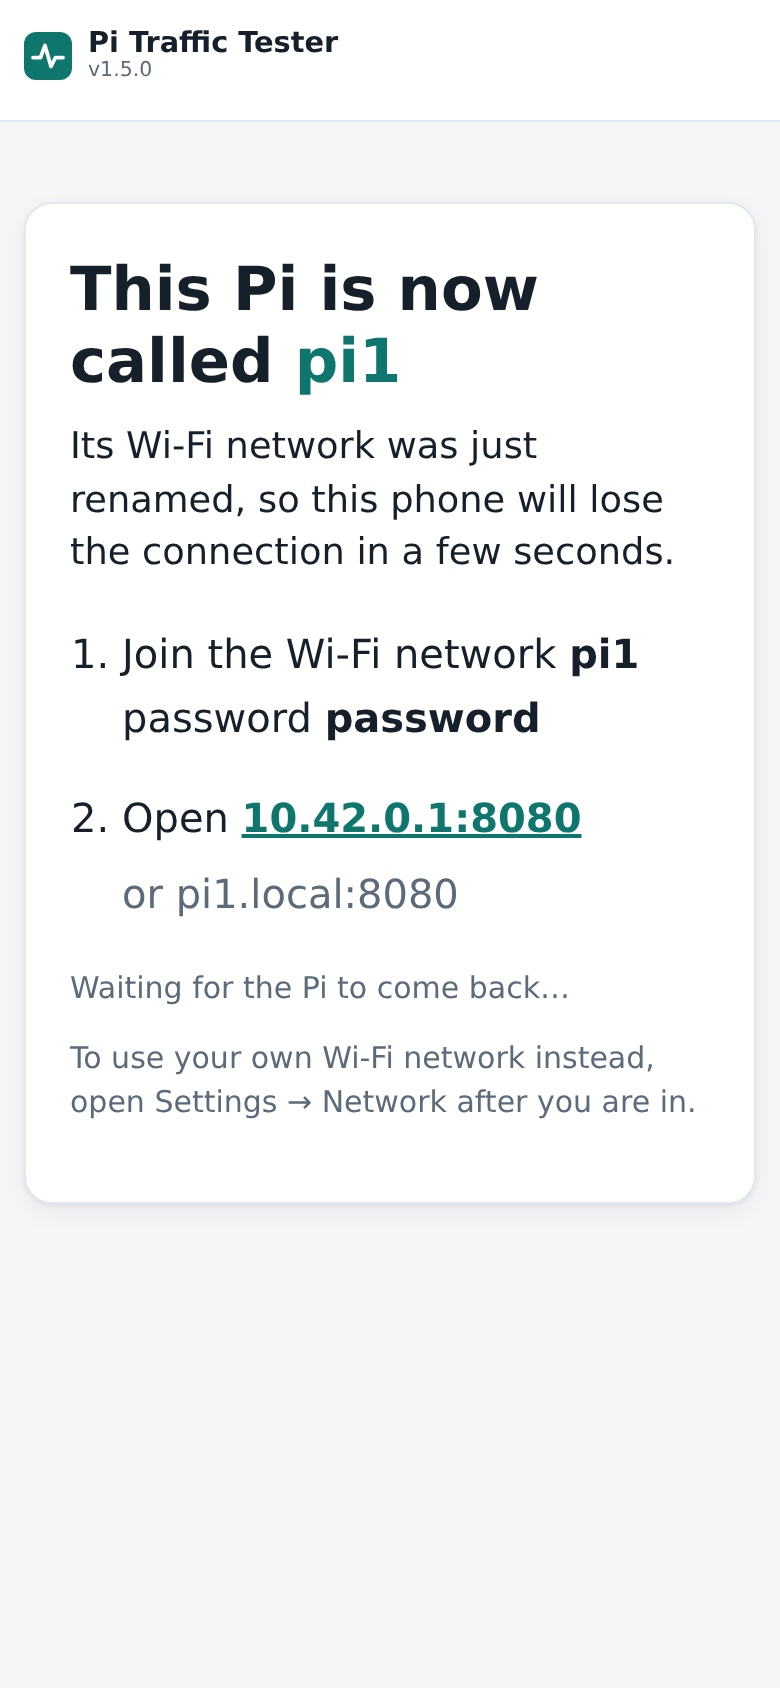 Pi Traffic Tester
v1.5.0
This Pi is now
called pi1
Its Wi-Fi network was just
renamed, so this phone will lose
the connection in a few seconds.
1. Join the Wi-Fi network pi1
password password
2. Open 10.42.0.1:8080
or pi1.local:8080
Waiting for the Pi to come back…
To use your own Wi-Fi network instead,
open Settings → Network after you are in.